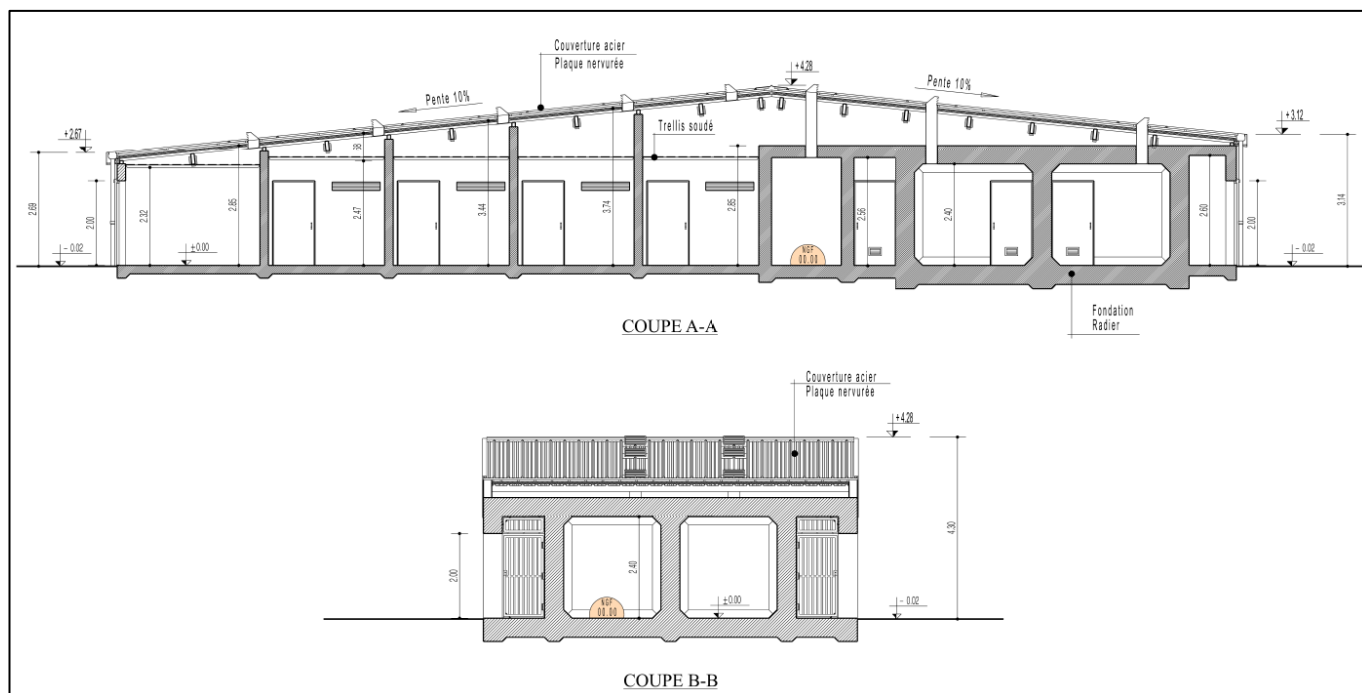 Couverture acier
Plaque nervurée
+4.28
Pente 10%
Pente 10%
+2.67
+3.12
Trellis soudé
38
2.69
2.00
2.32
2.85
2.47
3.44
3.74
2.85
2.56
2.40
2.60
2.00
3.14
- 0.02
±0.00
NGF
00.00
- 0.02
Fondation
Radier
COUPE A-A
Couverture acier
Plaque nervurée
+4.28
2.00
2.40
4.30
NGF
00.00
±0.00
- 0.02
COUPE B-B